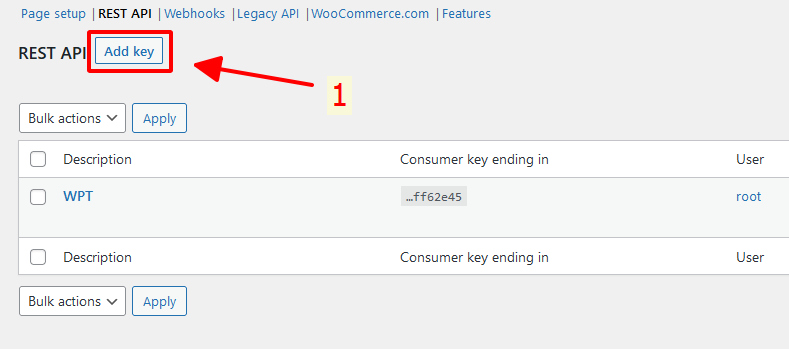 Page setup | REST API | Webhooks | Legacy API | WooCommerce.com | Features
REST API Add key
1
Bulk actions Apply
Description Consumer key ending in User
WPT …ff62e45 root
Description Consumer key ending in User
Bulk actions Apply